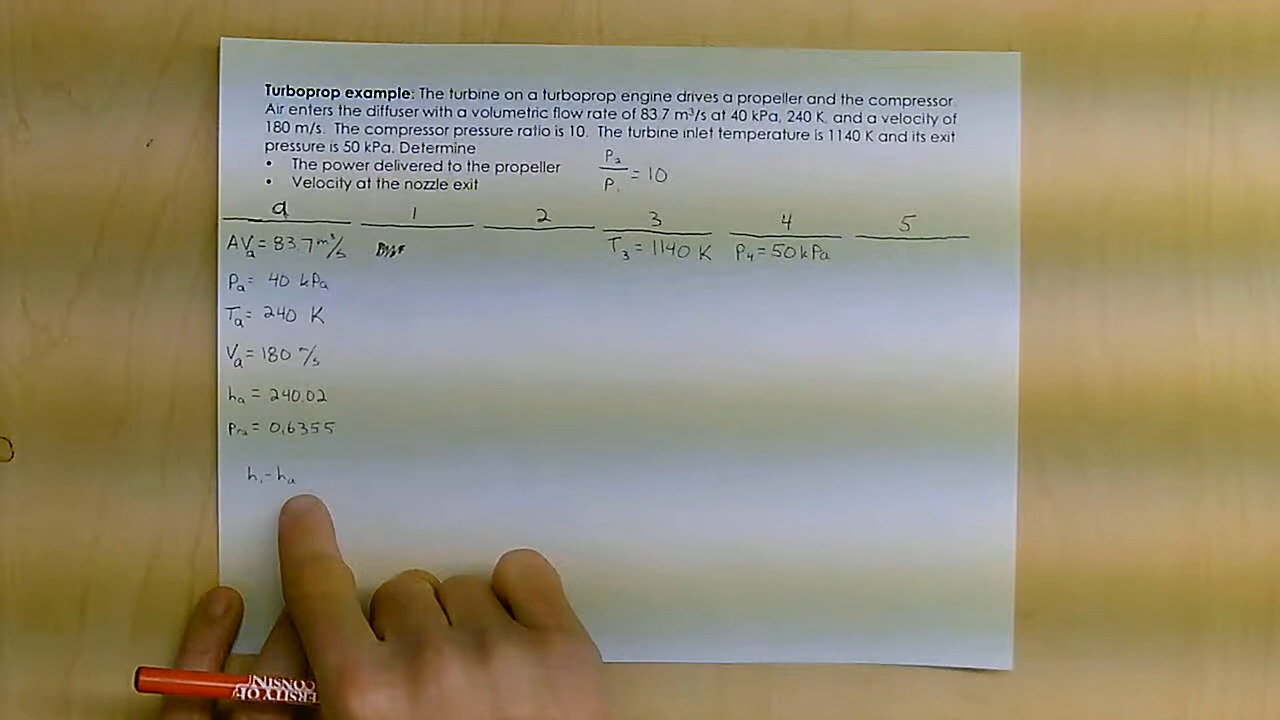 Turboprop example: The turbine on a turboprop engine drives a propeller and the compressor.
Air enters the diffuser with a volumetric flow rate of 83.7 m³/s at 40 kPa, 240 K, and a velocity of
180 m/s. The compressor pressure ratio is 10. The turbine inlet temperature is 1140 K and its exit
pressure is 50 kPa. Determine
• The power delivered to the propeller
• Velocity at the nozzle exit
P₂/P₁ = 10
a 1 2 3 4 5
AVₐ = 83.7 m³/s T₃ = 1140 K P₄ = 50 kPa
Pₐ = 40 kPa
Tₐ = 240 K
Vₐ = 180 m/s
hₐ = 240.02
Pᵣₐ = 0.6355
h₁-hₐ
ERSITY OF
CONSIN